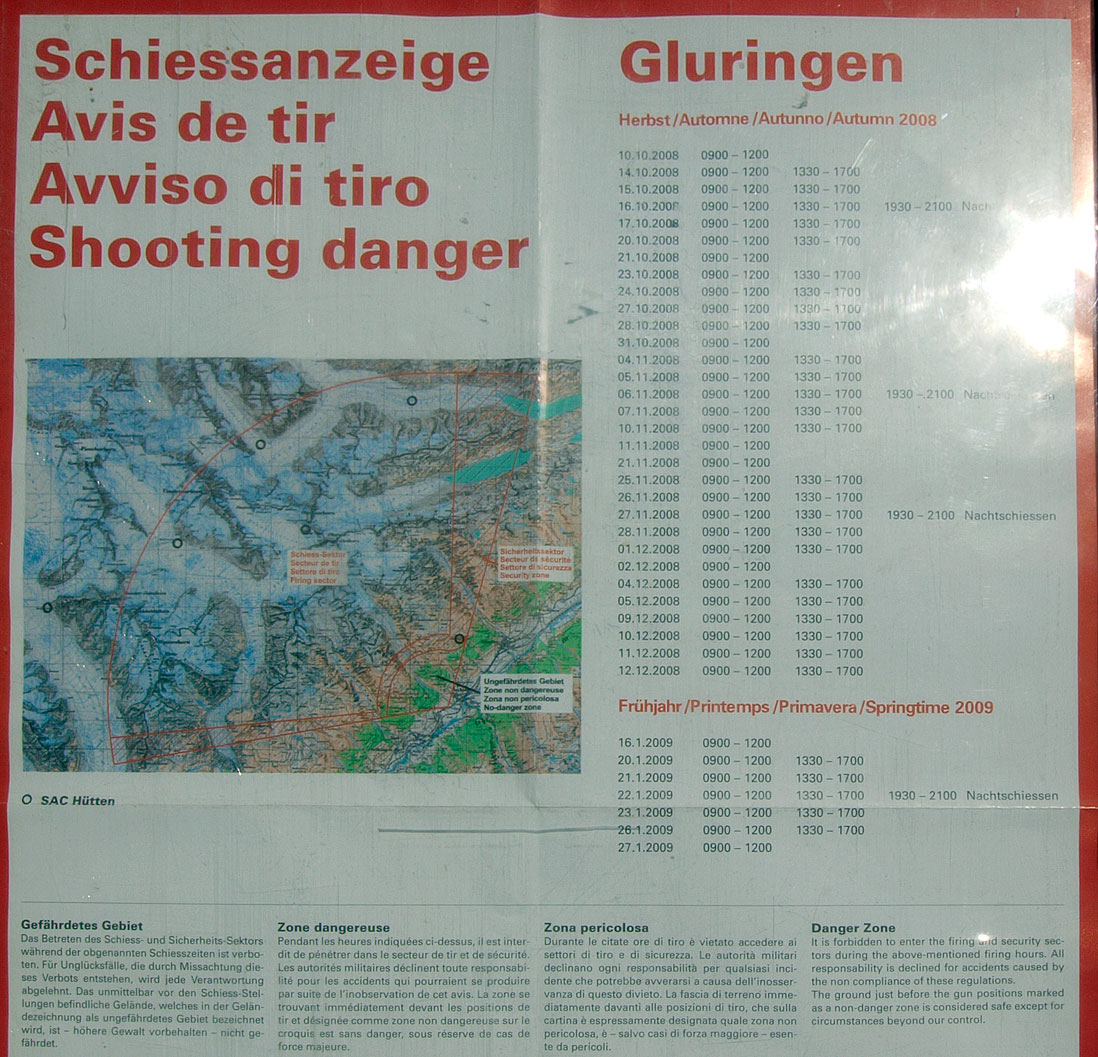 Schiessanzeige
Avis de tir
Avviso di tiro
Shooting danger
Schiess-Sektor
Secteur de tir
Settore di tiro
Firing sector
Sicherheitssektor
Secteur de sécurité
Settore di sicurezza
Security zone
Ungefährdetes Gebiet
Zone non dangereuse
Zona non pericolosa
No-danger zone
O SAC Hütten
Gluringen
Herbst/Automne/Autunno/Autumn 2008
10.10.2008 0900 – 1200
14.10.2008 0900 – 1200 1330 – 1700
15.10.2008 0900 – 1200 1330 – 1700
16.10.2008 0900 – 1200 1330 – 1700 1930 – 2100
17.10.2008 0900 – 1200 1330 – 1700
20.10.2008 0900 – 1200 1330 – 1700
21.10.2008 0900 – 1200
23.10.2008 0900 – 1200 1330 – 1700
24.10.2008 0900 – 1200 1330 – 1700
27.10.2008 0900 – 1200 1330 – 1700
28.10.2008 0900 – 1200 1330 – 1700
31.10.2008 0900 – 1200
04.11.2008 0900 – 1200 1330 – 1700
05.11.2008 0900 – 1200 1330 – 1700
06.11.2008 0900 – 1200 1330 – 1700 1930 – 2100
07.11.2008 0900 – 1200 1330 – 1700
10.11.2008 0900 – 1200 1330 – 1700
11.11.2008 0900 – 1200
21.11.2008 0900 – 1200
25.11.2008 0900 – 1200 1330 – 1700
26.11.2008 0900 – 1200 1330 – 1700
27.11.2008 0900 – 1200 1330 – 1700 1930 – 2100 Nachtschiessen
28.11.2008 0900 – 1200 1330 – 1700
01.12.2008 0900 – 1200 1330 – 1700
02.12.2008 0900 – 1200
04.12.2008 0900 – 1200 1330 – 1700
05.12.2008 0900 – 1200 1330 – 1700
09.12.2008 0900 – 1200 1330 – 1700
10.12.2008 0900 – 1200 1330 – 1700
11.12.2008 0900 – 1200 1330 – 1700
12.12.2008 0900 – 1200 1330 – 1700
Frühjahr/Printemps/Primavera/Springtime 2009
16.1.2009 0900 – 1200
20.1.2009 0900 – 1200 1330 – 1700
21.1.2009 0900 – 1200 1330 – 1700
22.1.2009 0900 – 1200 1330 – 1700 1930 – 2100 Nachtschiessen
23.1.2009 0900 – 1200 1330 – 1700
26.1.2009 0900 – 1200 1330 – 1700
27.1.2009 0900 – 1200
Gefährdetes Gebiet
Das Betreten des Schiess- und Sicherheits-Sektors
während der obgenannten Schiesszeiten ist verbo-
ten. Für Unglücksfälle, die durch Missachtung die-
ses Verbots entstehen, wird jede Verantwortung
abgelehnt. Das unmittelbar vor den Schiess-Stel-
lungen befindliche Gelände, welches in der Gelän-
dezeichnung als ungefährdetes Gebiet bezeichnet
wird, ist – höhere Gewalt vorbehalten – nicht ge-
fährdet.
Zone dangereuse
Pendant les heures indiquées ci-dessus, il est inter-
dit de pénétrer dans le secteur de tir et de sécurité.
Les autorités militaires déclinent toute responsabi-
lité pour les accidents qui pourraient se produire
par suite de l'inobservation de cet avis. La zone se
trouvant immédiatement devant les positions de
tir et désignée comme zone non dangereuse sur le
croquis est sans danger, sous réserve de cas de
force majeure.
Zona pericolosa
Durante le citate ore di tiro è vietato accedere ai
settori di tiro e di sicurezza. Le autorità militari
declinano ogni responsabilità per qualsiasi inci-
dente che potrebbe avverarsi a causa dell'inosser-
vanza di questo divieto. La fascia di terreno imme-
diatamente davanti alle posizioni di tiro, che sulla
cartina è espressamente designata quale zona non
pericolosa, è – salvo casi di forza maggiore – esen-
te da pericoli.
Danger Zone
It is forbidden to enter the firing and security sec-
tors during the above-mentioned firing hours. All
responsability is declined for accidents caused by
the non compliance of these regulations.
The ground just before the gun positions marked
as a non-danger zone is considered safe except for
circumstances beyond our control.